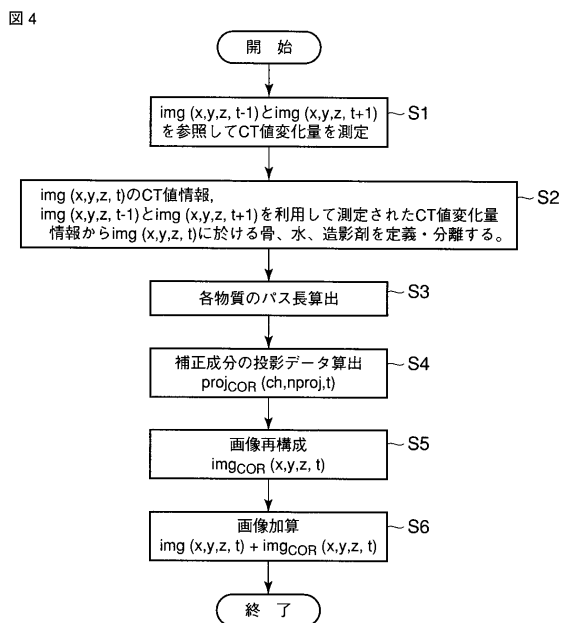 図 4
開 始
img (x,y,z, t-1)とimg (x,y,z, t+1)
を参照してCT値変化量を測定
S1
img (x,y,z, t)のCT値情報,
img (x,y,z, t-1)とimg (x,y,z, t+1)を利用して測定されたCT値変化量
情報からimg (x,y,z, t)に於ける骨、水、造影剤を定義・分離する。
S2
各物質のパス長算出
S3
補正成分の投影データ算出
projCOR (ch,nproj,t)
S4
画像再構成
imgCOR (x,y,z, t)
S5
画像加算
img (x,y,z, t) + imgCOR (x,y,z, t)
S6
終 了